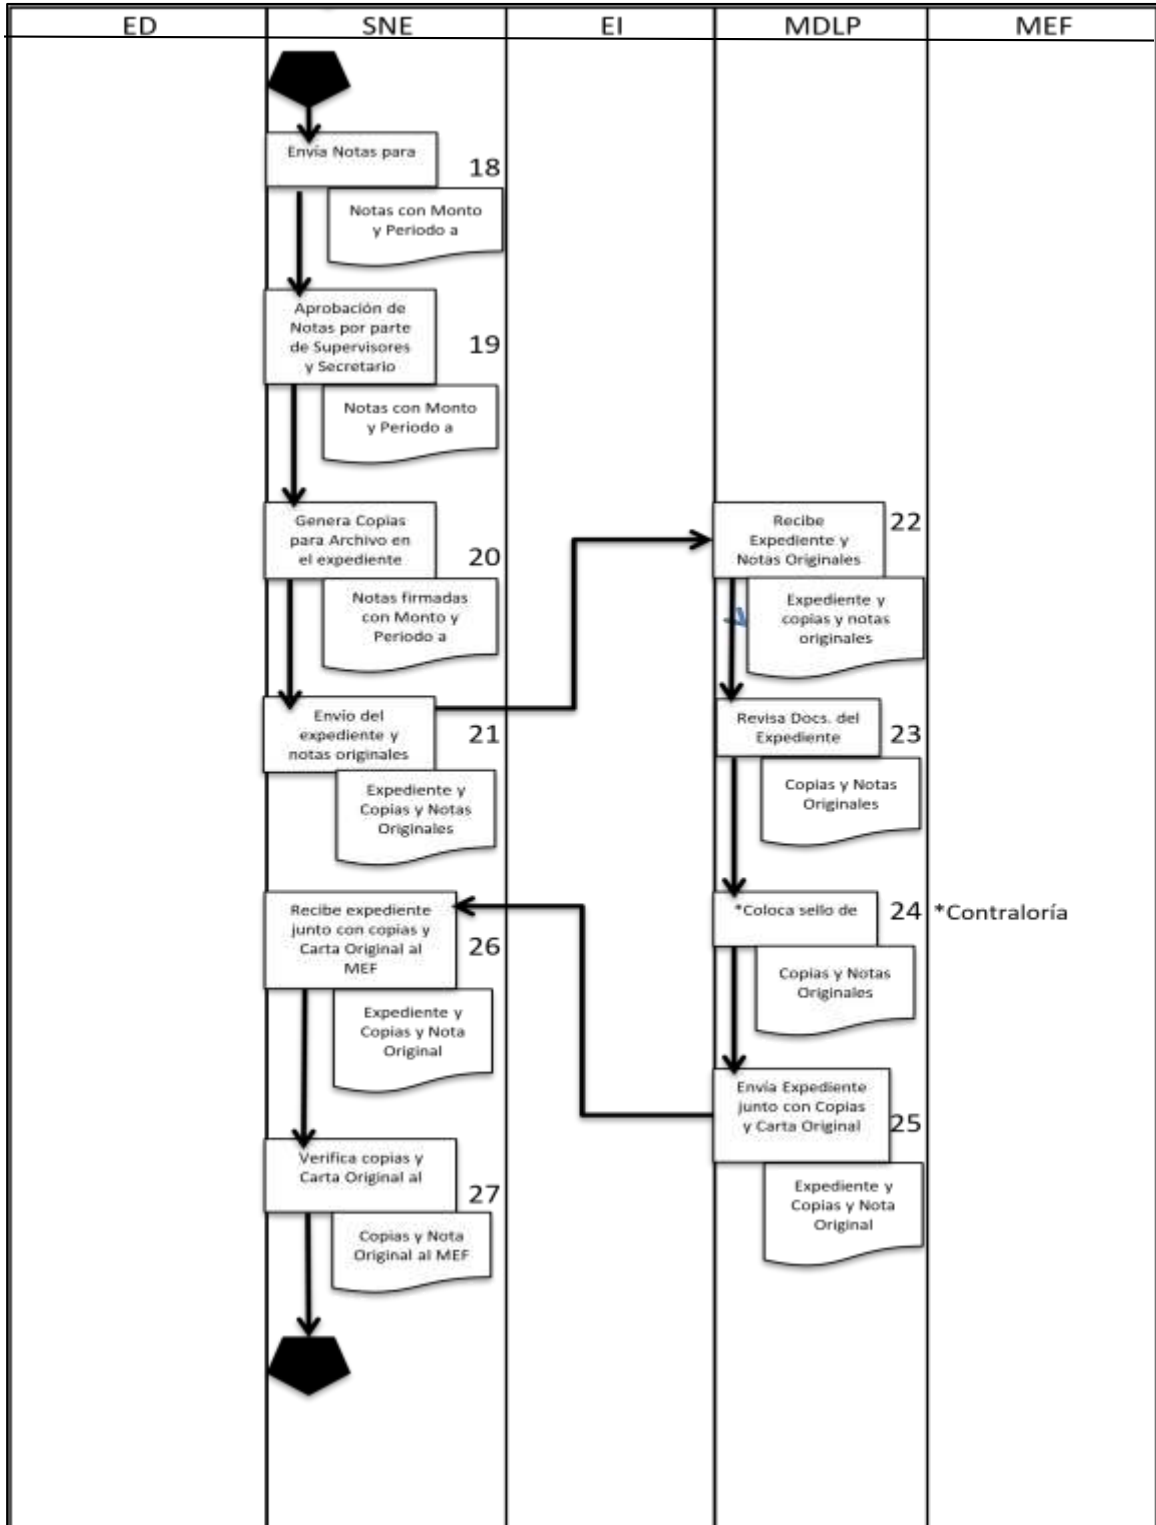 ED
SNE
EI
MDLP
MEF
Envía Notas para
18
Notas con Monto
y Periodo a
Aprobación de
Notas por parte
de Supervisores
y Secretario
19
Notas con Monto
y Periodo a
Genera Copias
para Archivo en
el expediente
20
Notas firmadas
con Monto y
Periodo a
Envío del
expediente y
notas originales
21
Expediente y
Copias y Notas
Originales
Recibe
Expediente y
Notas Originales
22
Expediente y
copias y notas
originales
Revisa Docs. del
Expediente
23
Copias y Notas
Originales
*Coloca sello de
24
*Contraloría
Copias y Notas
Originales
Envía Expediente
junto con Copias
y Carta Original
25
Expediente y
Copias y Nota
Original
Recibe expediente
junto con copias y
Carta Original al
MEF
26
Expediente y
Copias y Nota
Original
Verifica copias y
Carta Original al
27
Copias y Nota
Original al MEF